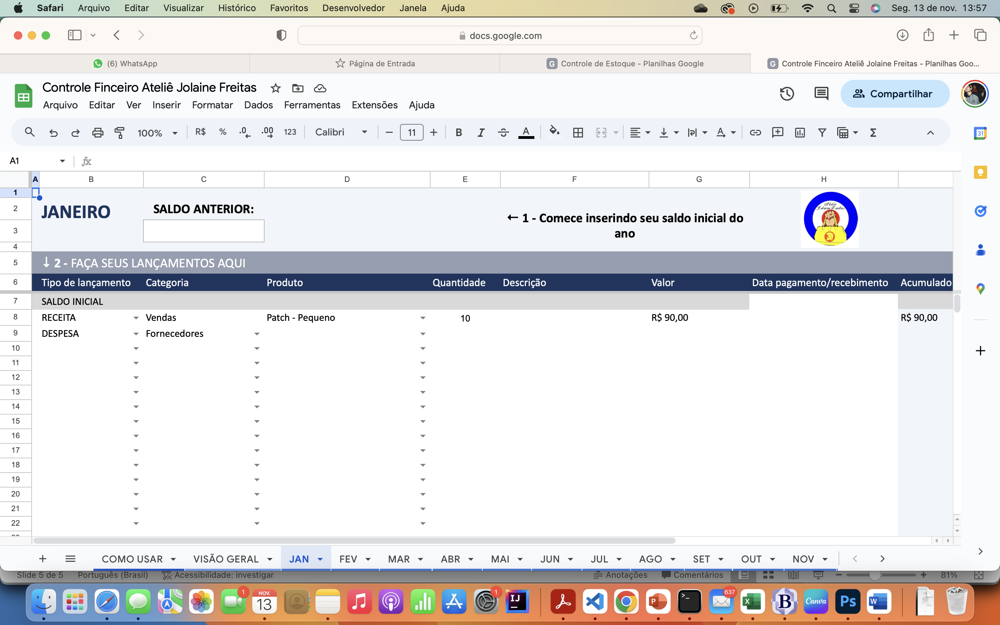 Safari Arquivo Editar Visualizar Histórico Favoritos Desenvolvedor Janela Ajuda Seg. 13 de nov. 13:57
docs.google.com
(6) WhatsApp Página de Entrada G Controle de Estoque - Planilhas Google G Controle Finceiro Ateliê Jolaine Freitas - Planilhas Goo...
Controle Finceiro Ateliê Jolaine Freitas
Compartilhar
Arquivo Editar Ver Inserir Formatar Dados Ferramentas Extensões Ajuda
100% R$ % .0 .00 123 Calibri 11 B I S A A Σ 31
A1 fx
A B C D E F G H
1
2 JANEIRO SALDO ANTERIOR: Ateliê
Jolaine Freitas
← 1 - Comece inserindo seu saldo inicial do
ano
3
4
5 ↓ 2 - FAÇA SEUS LANÇAMENTOS AQUI
6 Tipo de lançamento Categoria Produto Quantidade Descrição Valor Data pagamento/recebimento Acumulado
7 SALDO INICIAL
8 RECEITA Vendas Patch - Pequeno 10 R$ 90,00 R$ 90,00
9 DESPESA Fornecedores
10
11
12
13
14
15
16
17
18
19
20
21
22
+ COMO USAR VISÃO GERAL JAN FEV MAR ABR MAI JUN JUL AGO SET OUT NOV
Slide 5 de 5 Português (Brasil) Acessibilidade: investigar Anotações Comentários 81%
1 NOV. 13 1 IJ P >_ 637 X B Canva Ps W